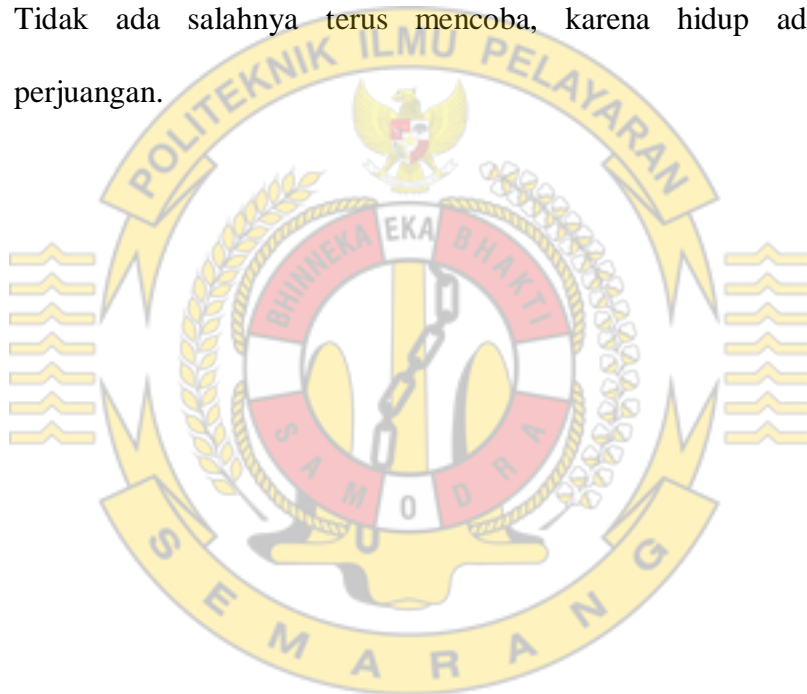 Tidak ada salahnya terus mencoba, karena hidup ad
perjuangan.
POLITEKNIK ILMU PELAYARAN
BHINNEKA EKA BHAKTI
SAMODRA
SEMARANG